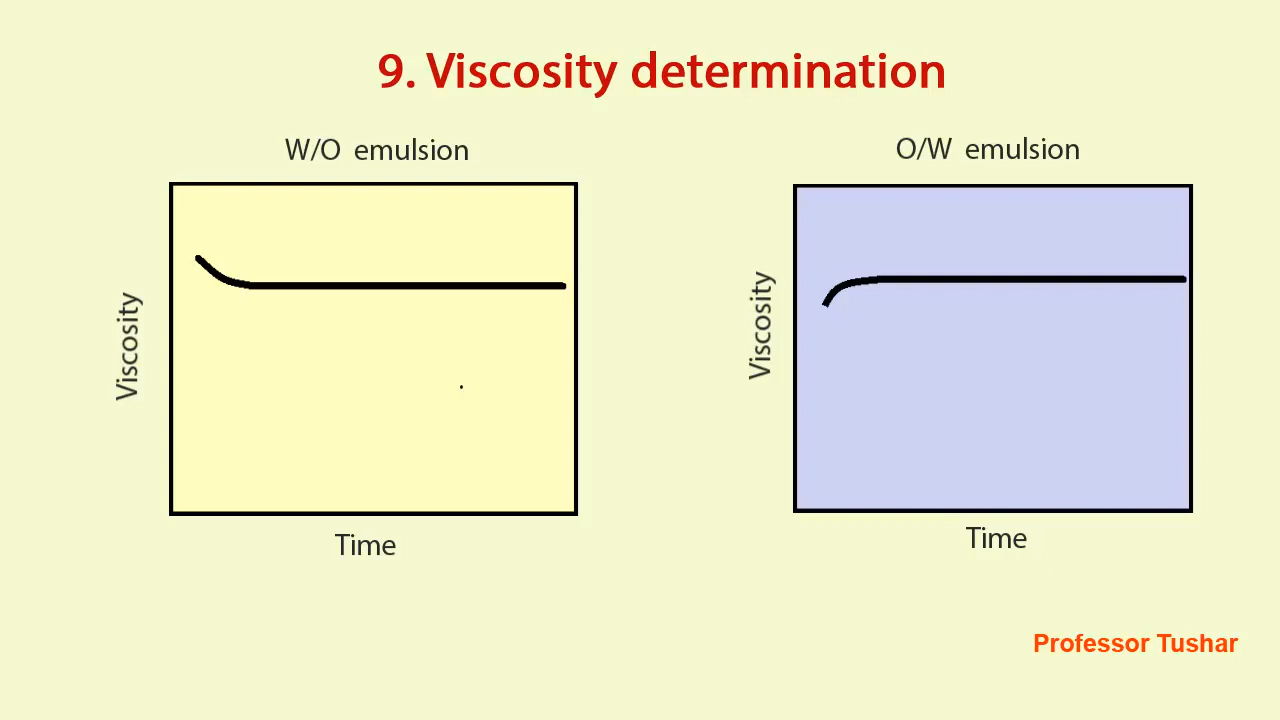 9. Viscosity determination
W/O emulsion
O/W emulsion
Viscosity
Viscosity
Time
Time
Professor Tushar